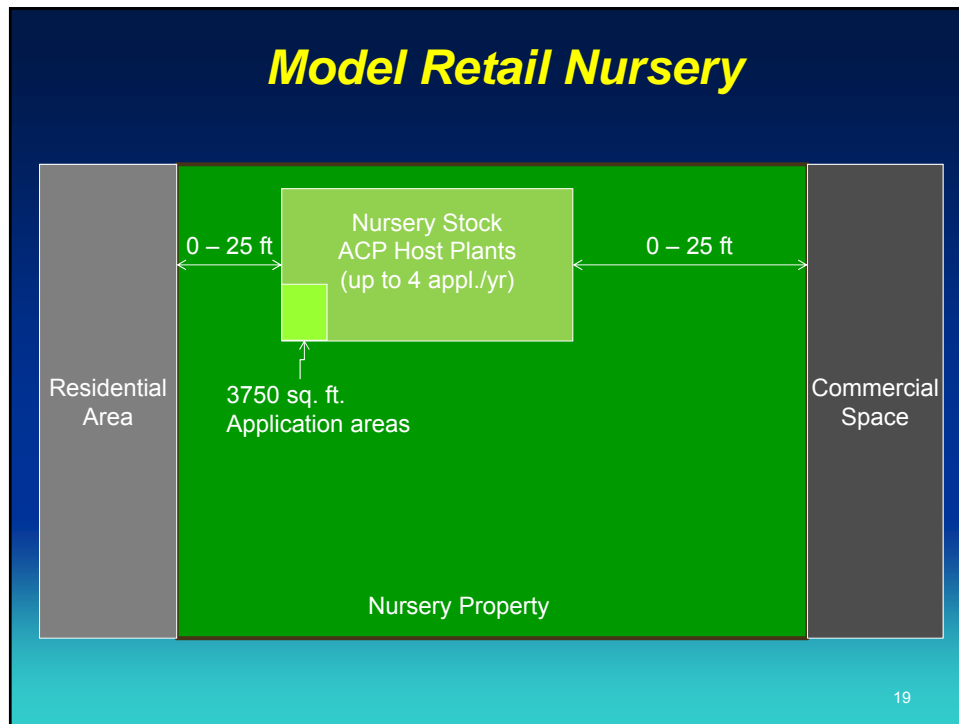 Model Retail Nursery
Nursery Stock
ACP Host Plants
(up to 4 appl./yr)
0 – 25 ft
0 – 25 ft
3750 sq. ft.
Application areas
Residential
Area
Commercial
Space
Nursery Property
19